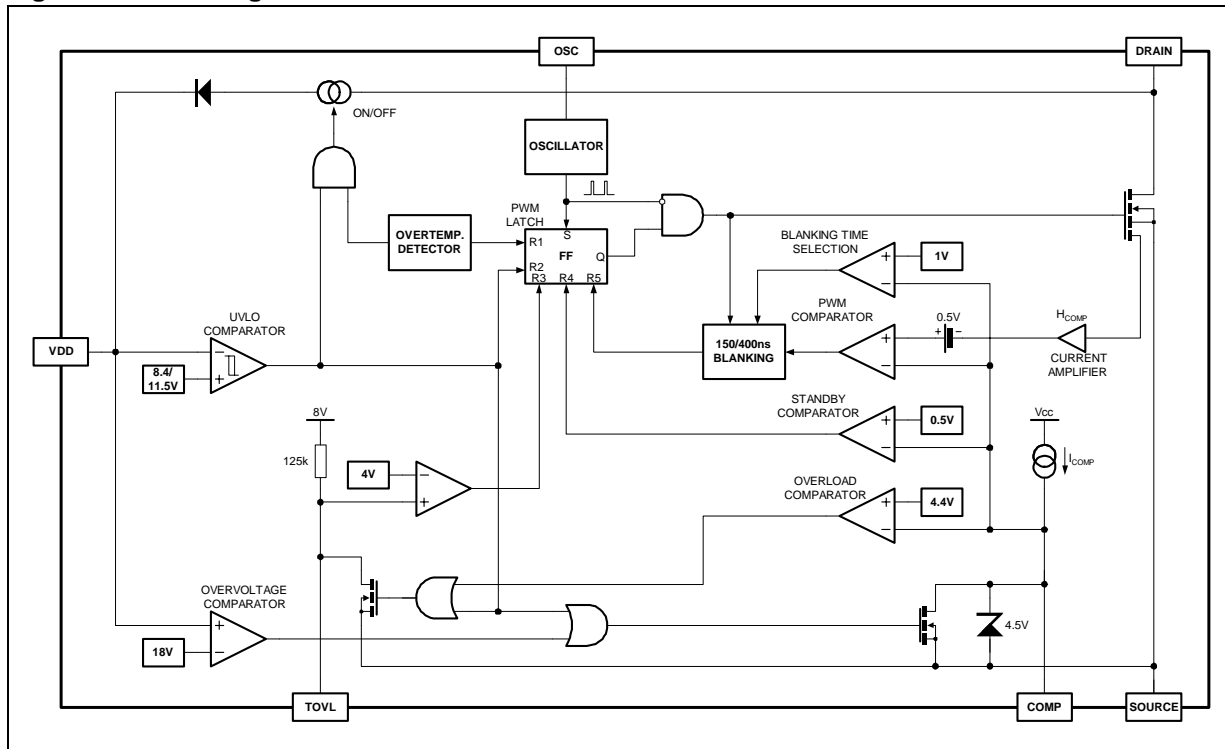 OSC
DRAIN
ON/OFF
OSCILLATOR
PWM
LATCH
OVERTEMP.
DETECTOR
R1
S
FF
Q
R2
R3
R4
R5
BLANKING TIME
SELECTION
+
−
1V
UVLO
COMPARATOR
PWM
COMPARATOR
0.5V
+
−
HCOMP
VDD
−
+
8.4/
11.5V
150/400ns
BLANKING
+
−
CURRENT
AMPLIFIER
8V
125k
STANDBY
COMPARATOR
+
−
0.5V
Vcc
ICOMP
4V
−
+
OVERLOAD
COMPARATOR
+
−
4.4V
OVERVOLTAGE
COMPARATOR
+
−
18V
4.5V
TOVL
COMP
SOURCE